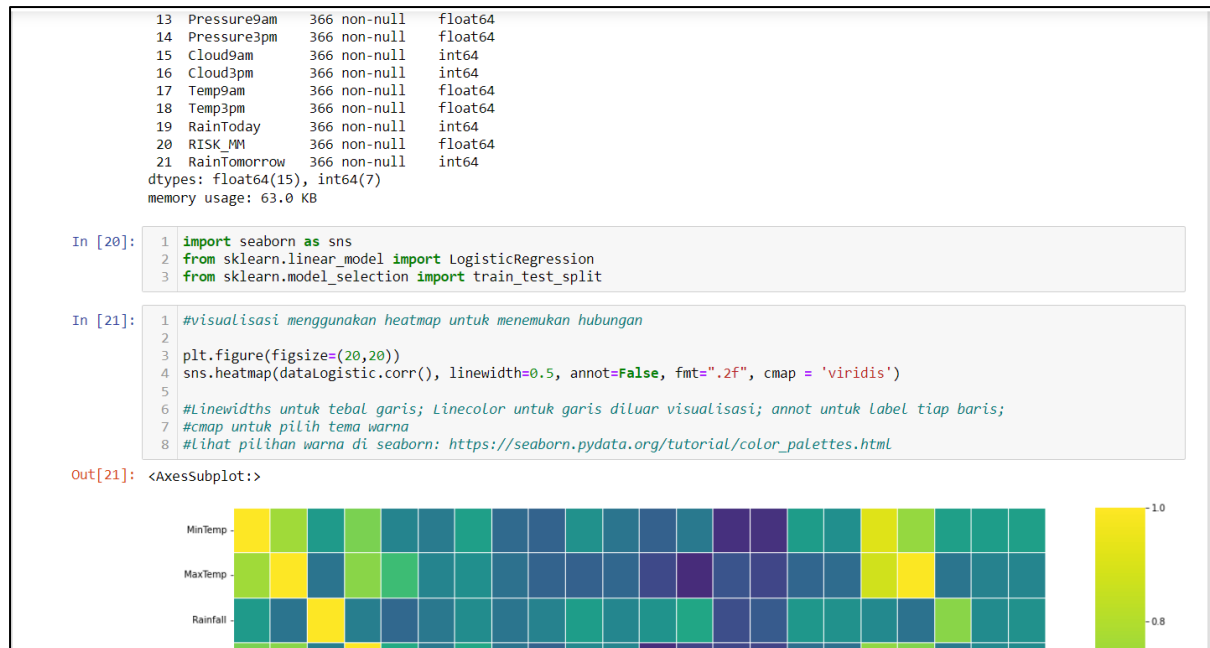 13 Pressure9am 366 non-null float64
14 Pressure3pm 366 non-null float64
15 Cloud9am 366 non-null int64
16 Cloud3pm 366 non-null int64
17 Temp9am 366 non-null float64
18 Temp3pm 366 non-null float64
19 RainToday 366 non-null int64
20 RISK_MM 366 non-null float64
21 RainTomorrow 366 non-null int64
dtypes: float64(15), int64(7)
memory usage: 63.0 KB
In [20]:
1 import seaborn as sns
2 from sklearn.linear_model import LogisticRegression
3 from sklearn.model_selection import train_test_split
In [21]:
1 #visualisasi menggunakan heatmap untuk menemukan hubungan
2
3 plt.figure(figsize=(20,20))
4 sns.heatmap(dataLogistic.corr(), linewidth=0.5, annot=False, fmt=".2f", cmap = 'viridis')
5
6 #Linewidths untuk tebal garis; Linecolor untuk garis diluar visualisasi; annot untuk label tiap baris;
7 #cmap untuk pilih tema warna
8 #lihat pilihan warna di seaborn: https://seaborn.pydata.org/tutorial/color_palettes.html
Out[21]: <AxesSubplot:>
MinTemp
MaxTemp
Rainfall
1.0
0.8